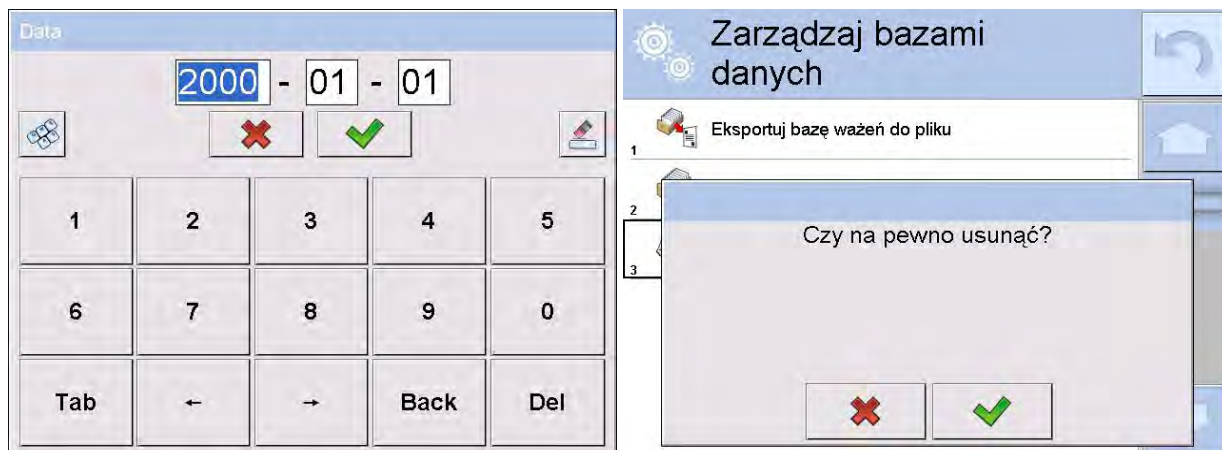 Data
2000 - 01 - 01
1 2 3 4 5
6 7 8 9 0
Tab ← → Back Del
Zarządzaj bazami
danych
1 Eksportuj bazę ważeń do pliku
2
3
Czy na pewno usunąć?